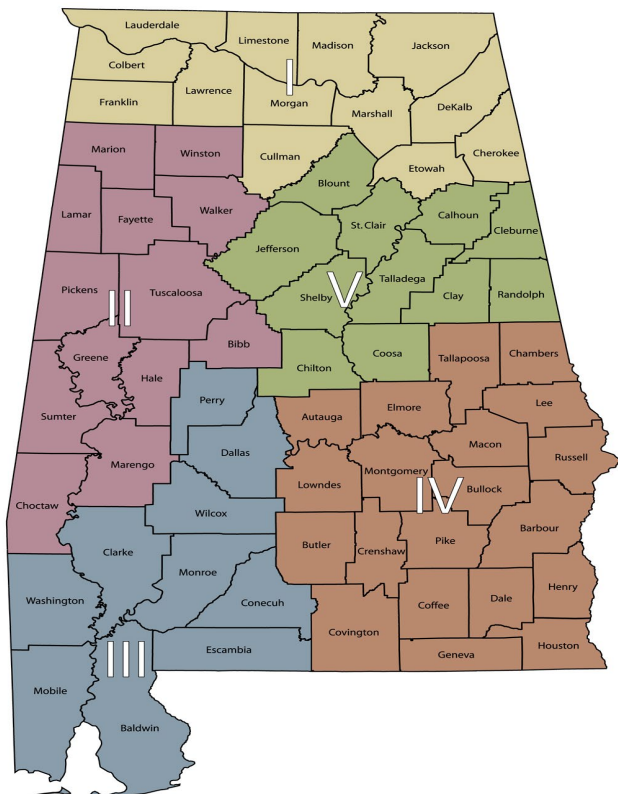 Lauderdale
Limestone
Madison
Jackson
Colbert
I
Lawrence
Franklin
Morgan
Marshall
DeKalb
Marion
Winston
Cullman
Etowah
Cherokee
Blount
Lamar
Fayette
Walker
St. Clair
Calhoun
Cleburne
Jefferson
Talladega
Pickens
II
Tuscaloosa
Shelby
V
Clay
Randolph
Greene
Bibb
Hale
Chilton
Coosa
Tallapoosa
Chambers
Perry
Sumter
Autauga
Elmore
Lee
Dallas
Macon
Marengo
Russell
Choctaw
Lowndes
Montgomery
IV
Bullock
Wilcox
Barbour
Clarke
Butler
Crenshaw
Pike
Monroe
Washington
Conecuh
Coffee
Dale
Henry
Covington
Escambia
III
Geneva
Houston
Mobile
Baldwin